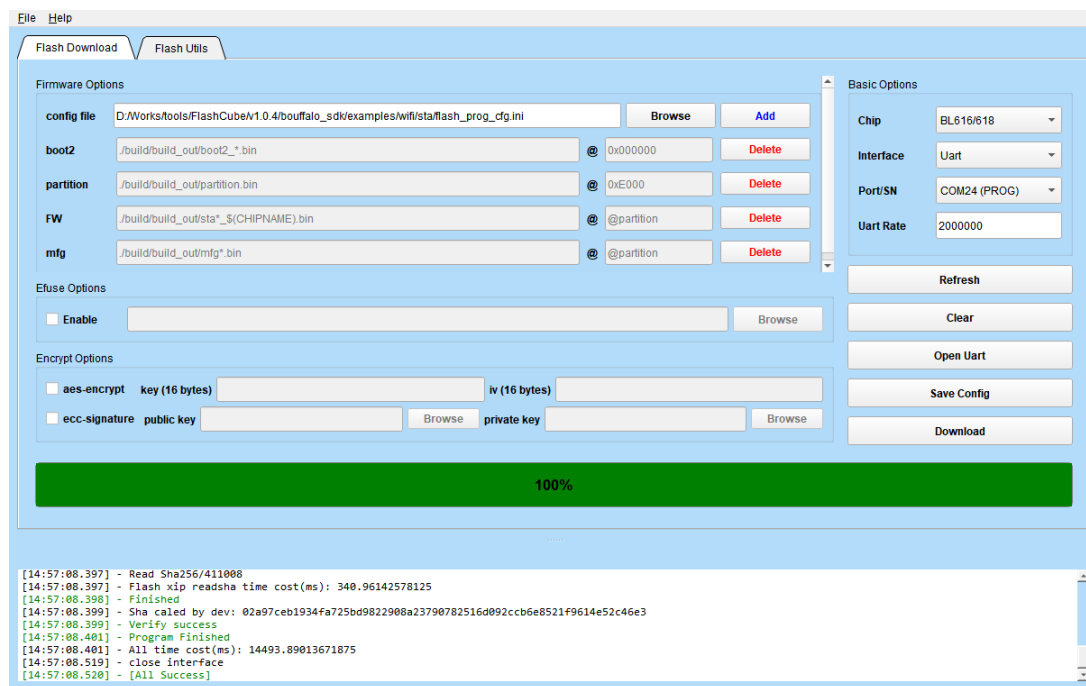 File Help
Flash Download Flash Utils
Firmware Options
config file D:/Works/tools/FlashCube/v1.0.4/bouffalo_sdk/examples/wifi/sta/flash_prog_cfg.ini Browse Add
boot2 ./build/build_out/boot2_*.bin @ 0x000000 Delete
partition ./build/build_out/partition.bin @ 0xE000 Delete
FW ./build/build_out/sta*_$(CHIPNAME).bin @ @partition Delete
mfg ./build/build_out/mfg*.bin @ @partition Delete
Efuse Options
Enable Browse
Encrypt Options
aes-encrypt key (16 bytes) iv (16 bytes)
ecc-signature public key Browse private key Browse
Basic Options
Chip BL616/618
Interface Uart
Port/SN COM24 (PROG)
Uart Rate 2000000
Refresh
Clear
Open Uart
Save Config
Download
100%
[14:57:08.397] - Read Sha256/411008
[14:57:08.397] - Flash xip readsha time cost(ms): 340.96142578125
[14:57:08.398] - Finished
[14:57:08.399] - Sha caled by dev: 02a97ceb1934fa725bd9822908a23790782516d092ccb6e8521f9614e52c46e3
[14:57:08.399] - Verify success
[14:57:08.401] - Program Finished
[14:57:08.401] - All time cost(ms): 14493.89013671875
[14:57:08.519] - close interface
[14:57:08.520] - [All Success]